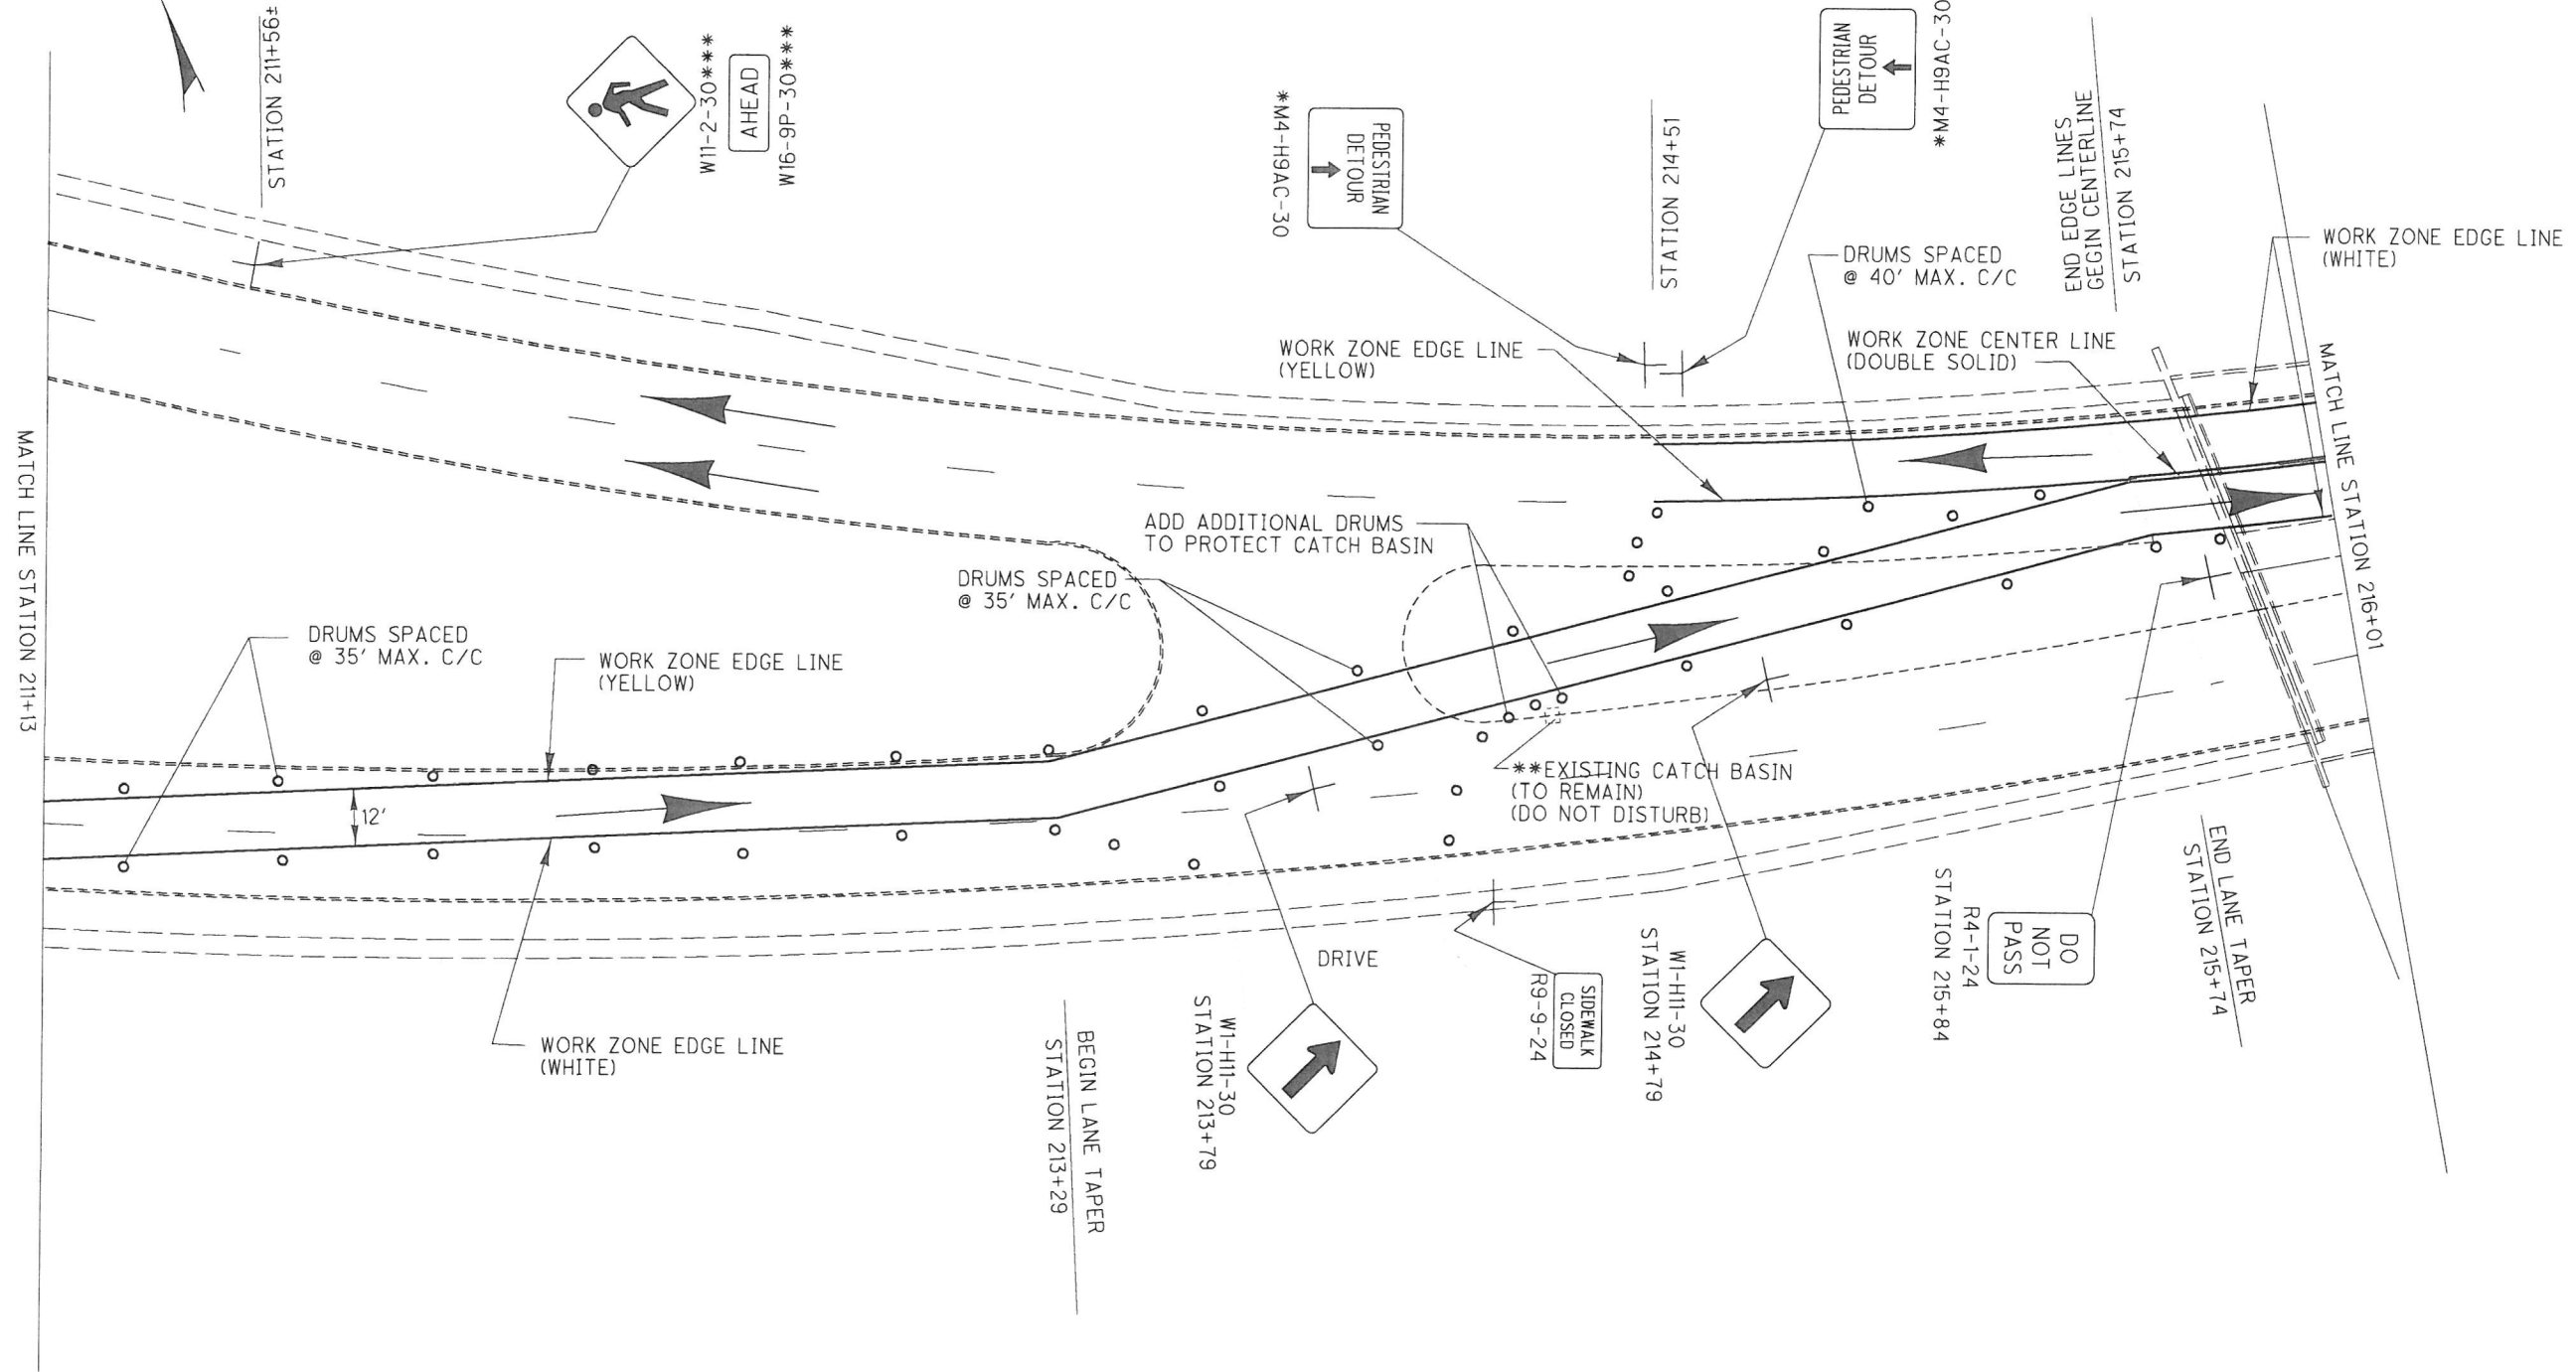 STATION 211+56±
W11-2-30***
AHEAD
W16-9P-30***
*M4-H9AC-30
PEDESTRIAN
DETOUR
STATION 214+51
PEDESTRIAN
DETOUR
*M4-H9AC-30
END EDGE LINES
GEGIN CENTERLINE
STATION 215+74
WORK ZONE EDGE LINE
(WHITE)
DRUMS SPACED
@ 40' MAX. C/C
WORK ZONE EDGE LINE
(YELLOW)
WORK ZONE CENTER LINE
(DOUBLE SOLID)
MATCH LINE STATION 216+01
MATCH LINE STATION 211+13
ADD ADDITIONAL DRUMS
TO PROTECT CATCH BASIN
DRUMS SPACED
@ 35' MAX. C/C
DRUMS SPACED
@ 35' MAX. C/C
WORK ZONE EDGE LINE
(YELLOW)
12'
**EXISTING CATCH BASIN
(TO REMAIN)
(DO NOT DISTURB)
WORK ZONE EDGE LINE
(WHITE)
BEGIN LANE TAPER
STATION 213+29
W1-H11-30
STATION 213+79
DRIVE
SIDEWALK
CLOSED
R9-9-24
W1-H11-30
STATION 214+79
DO
NOT
PASS
R4-1-24
STATION 215+84
END LANE TAPER
STATION 215+74